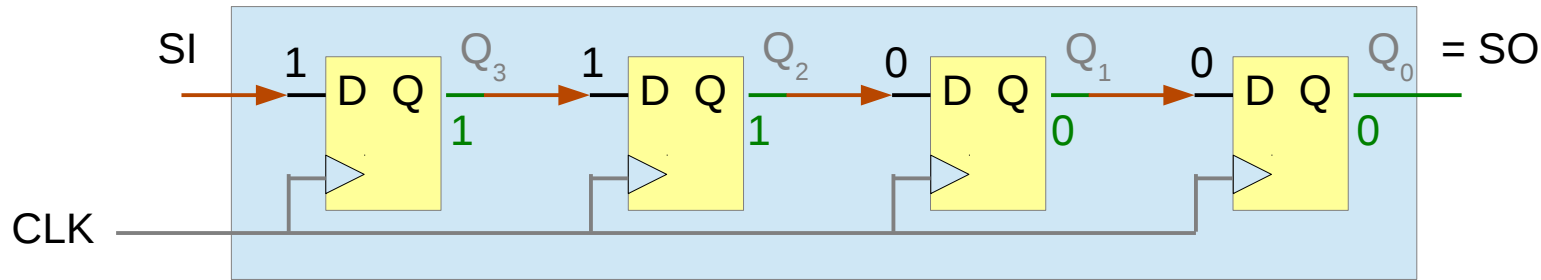 SI 1 Q3 1 Q2 0 Q1 0 Q0 = SO
D Q D Q D Q D Q
1 1 0 0
CLK